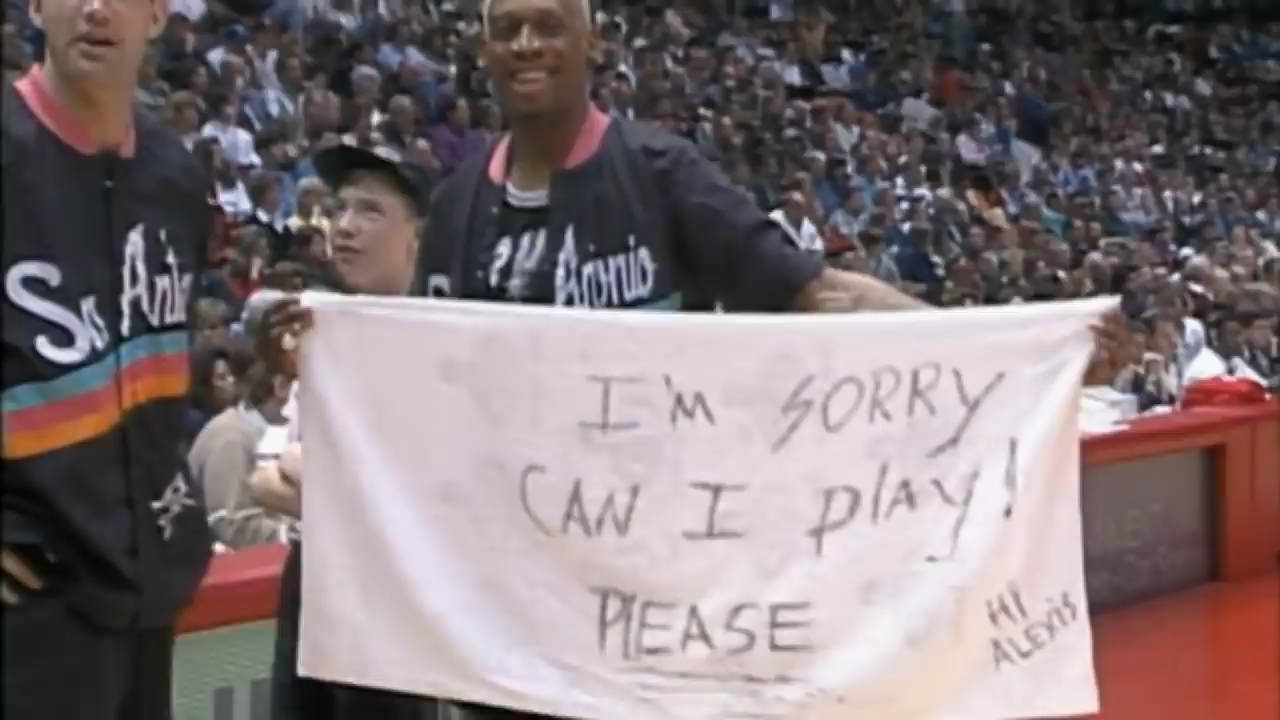 San Anto
San Antonio
I'M SORRY
CAN I play!
PLEASE
HI
ALEXIS